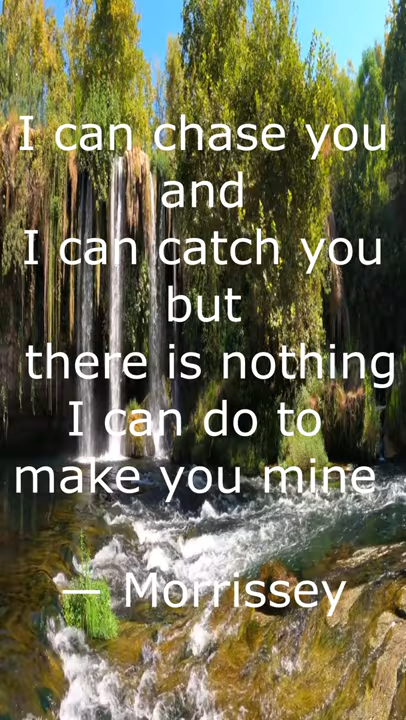 I can chase you
and
I can catch you
but
there is nothing
I can do to
make you mine
— Morrissey